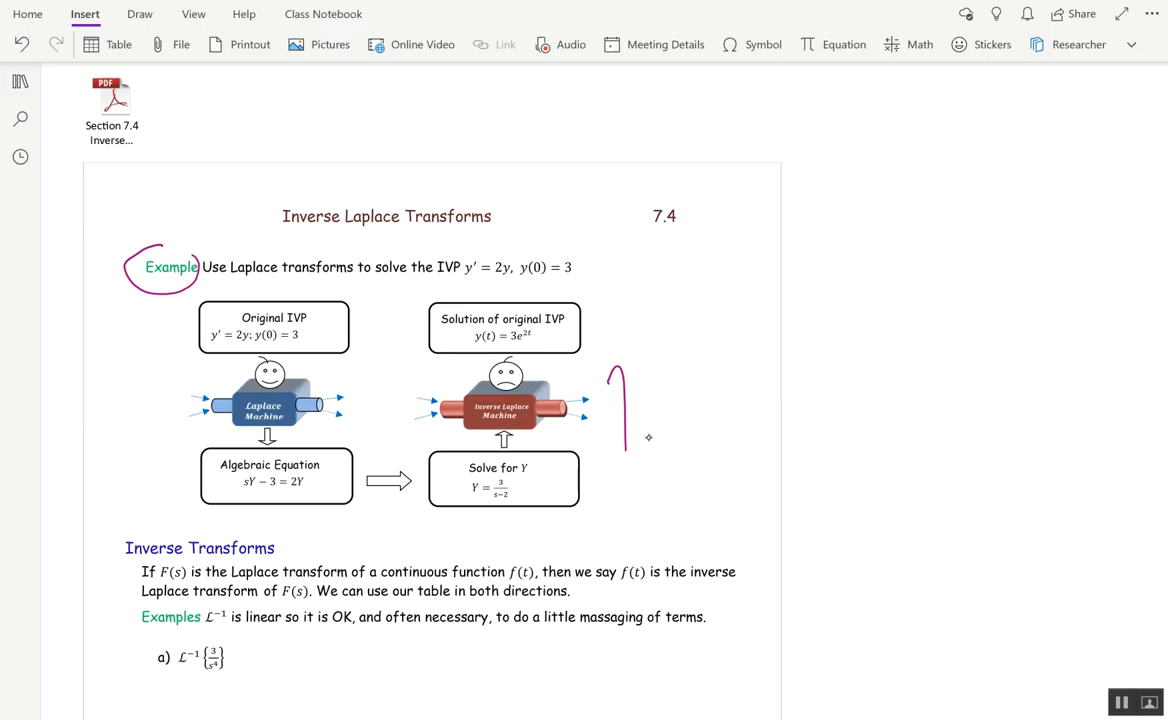 Home Insert Draw View Help Class Notebook Share
Table File Printout Pictures Online Video Link Audio Meeting Details Symbol Equation Math Stickers Researcher
PDF
Section 7.4
Inverse...
Inverse Laplace Transforms 7.4
Example Use Laplace transforms to solve the IVP y′ = 2y, y(0) = 3
Original IVP
y′ = 2y; y(0) = 3
Solution of original IVP
y(t) = 3e^{2t}
Laplace
Machine
Inverse Laplace
Machine
Algebraic Equation
sY − 3 = 2Y
Solve for Y
Y = 3/(s−2)
Inverse Transforms
If F(s) is the Laplace transform of a continuous function f(t), then we say f(t) is the inverse
Laplace transform of F(s). We can use our table in both directions.
Examples ℒ⁻¹ is linear so it is OK, and often necessary, to do a little massaging of terms.
a) ℒ⁻¹{3/s⁴}